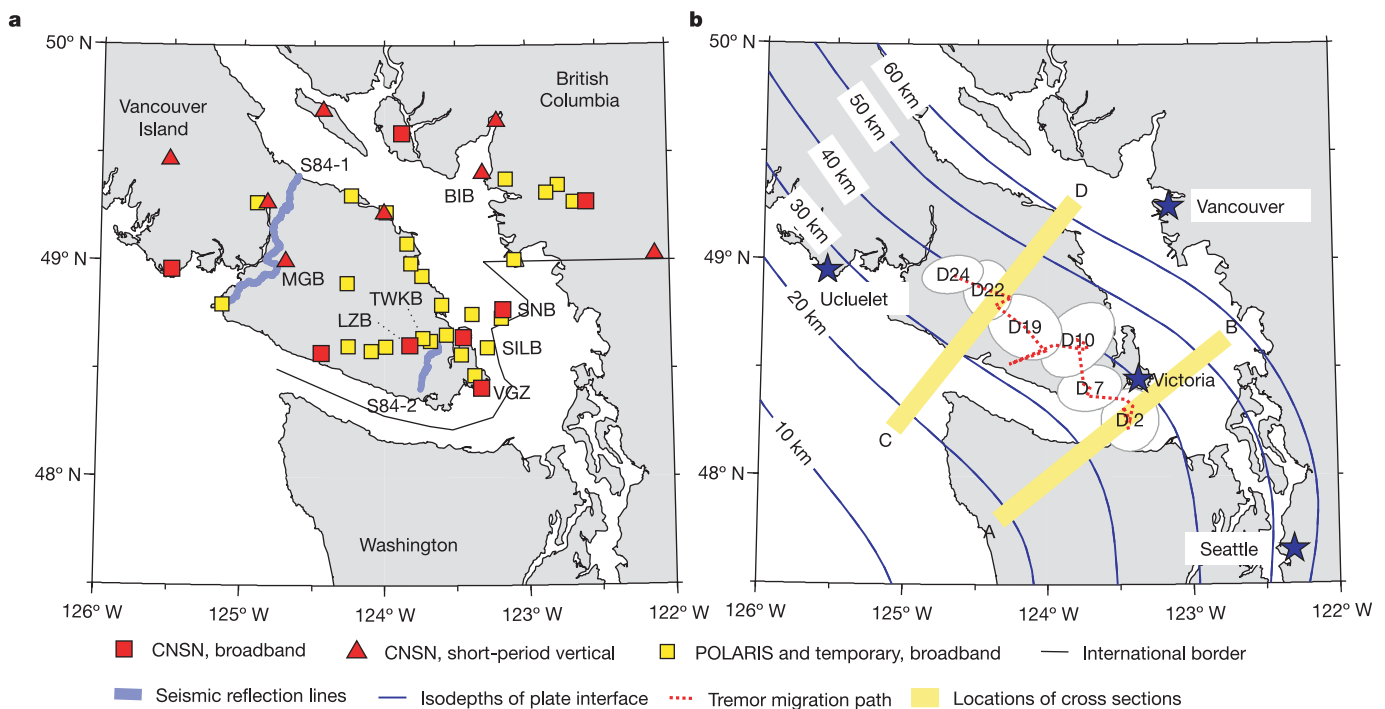 a
50° N
49° N
48° N
126° W
125° W
124° W
123° W
122° W
Vancouver
Island
British
Columbia
S84-1
BIB
MGB
TWKB
LZB
SNB
SILB
VGZ
S84-2
Washington
b
50° N
49° N
48° N
126° W
125° W
124° W
123° W
122° W
60 km
50 km
40 km
30 km
20 km
10 km
D
Vancouver
D24
D22
Ucluelet
D19
D10
B
D7
Victoria
D2
C
A
Seattle
CNSN, broadband
CNSN, short-period vertical
POLARIS and temporary, broadband
International border
Seismic reflection lines
Isodepths of plate interface
Tremor migration path
Locations of cross sections